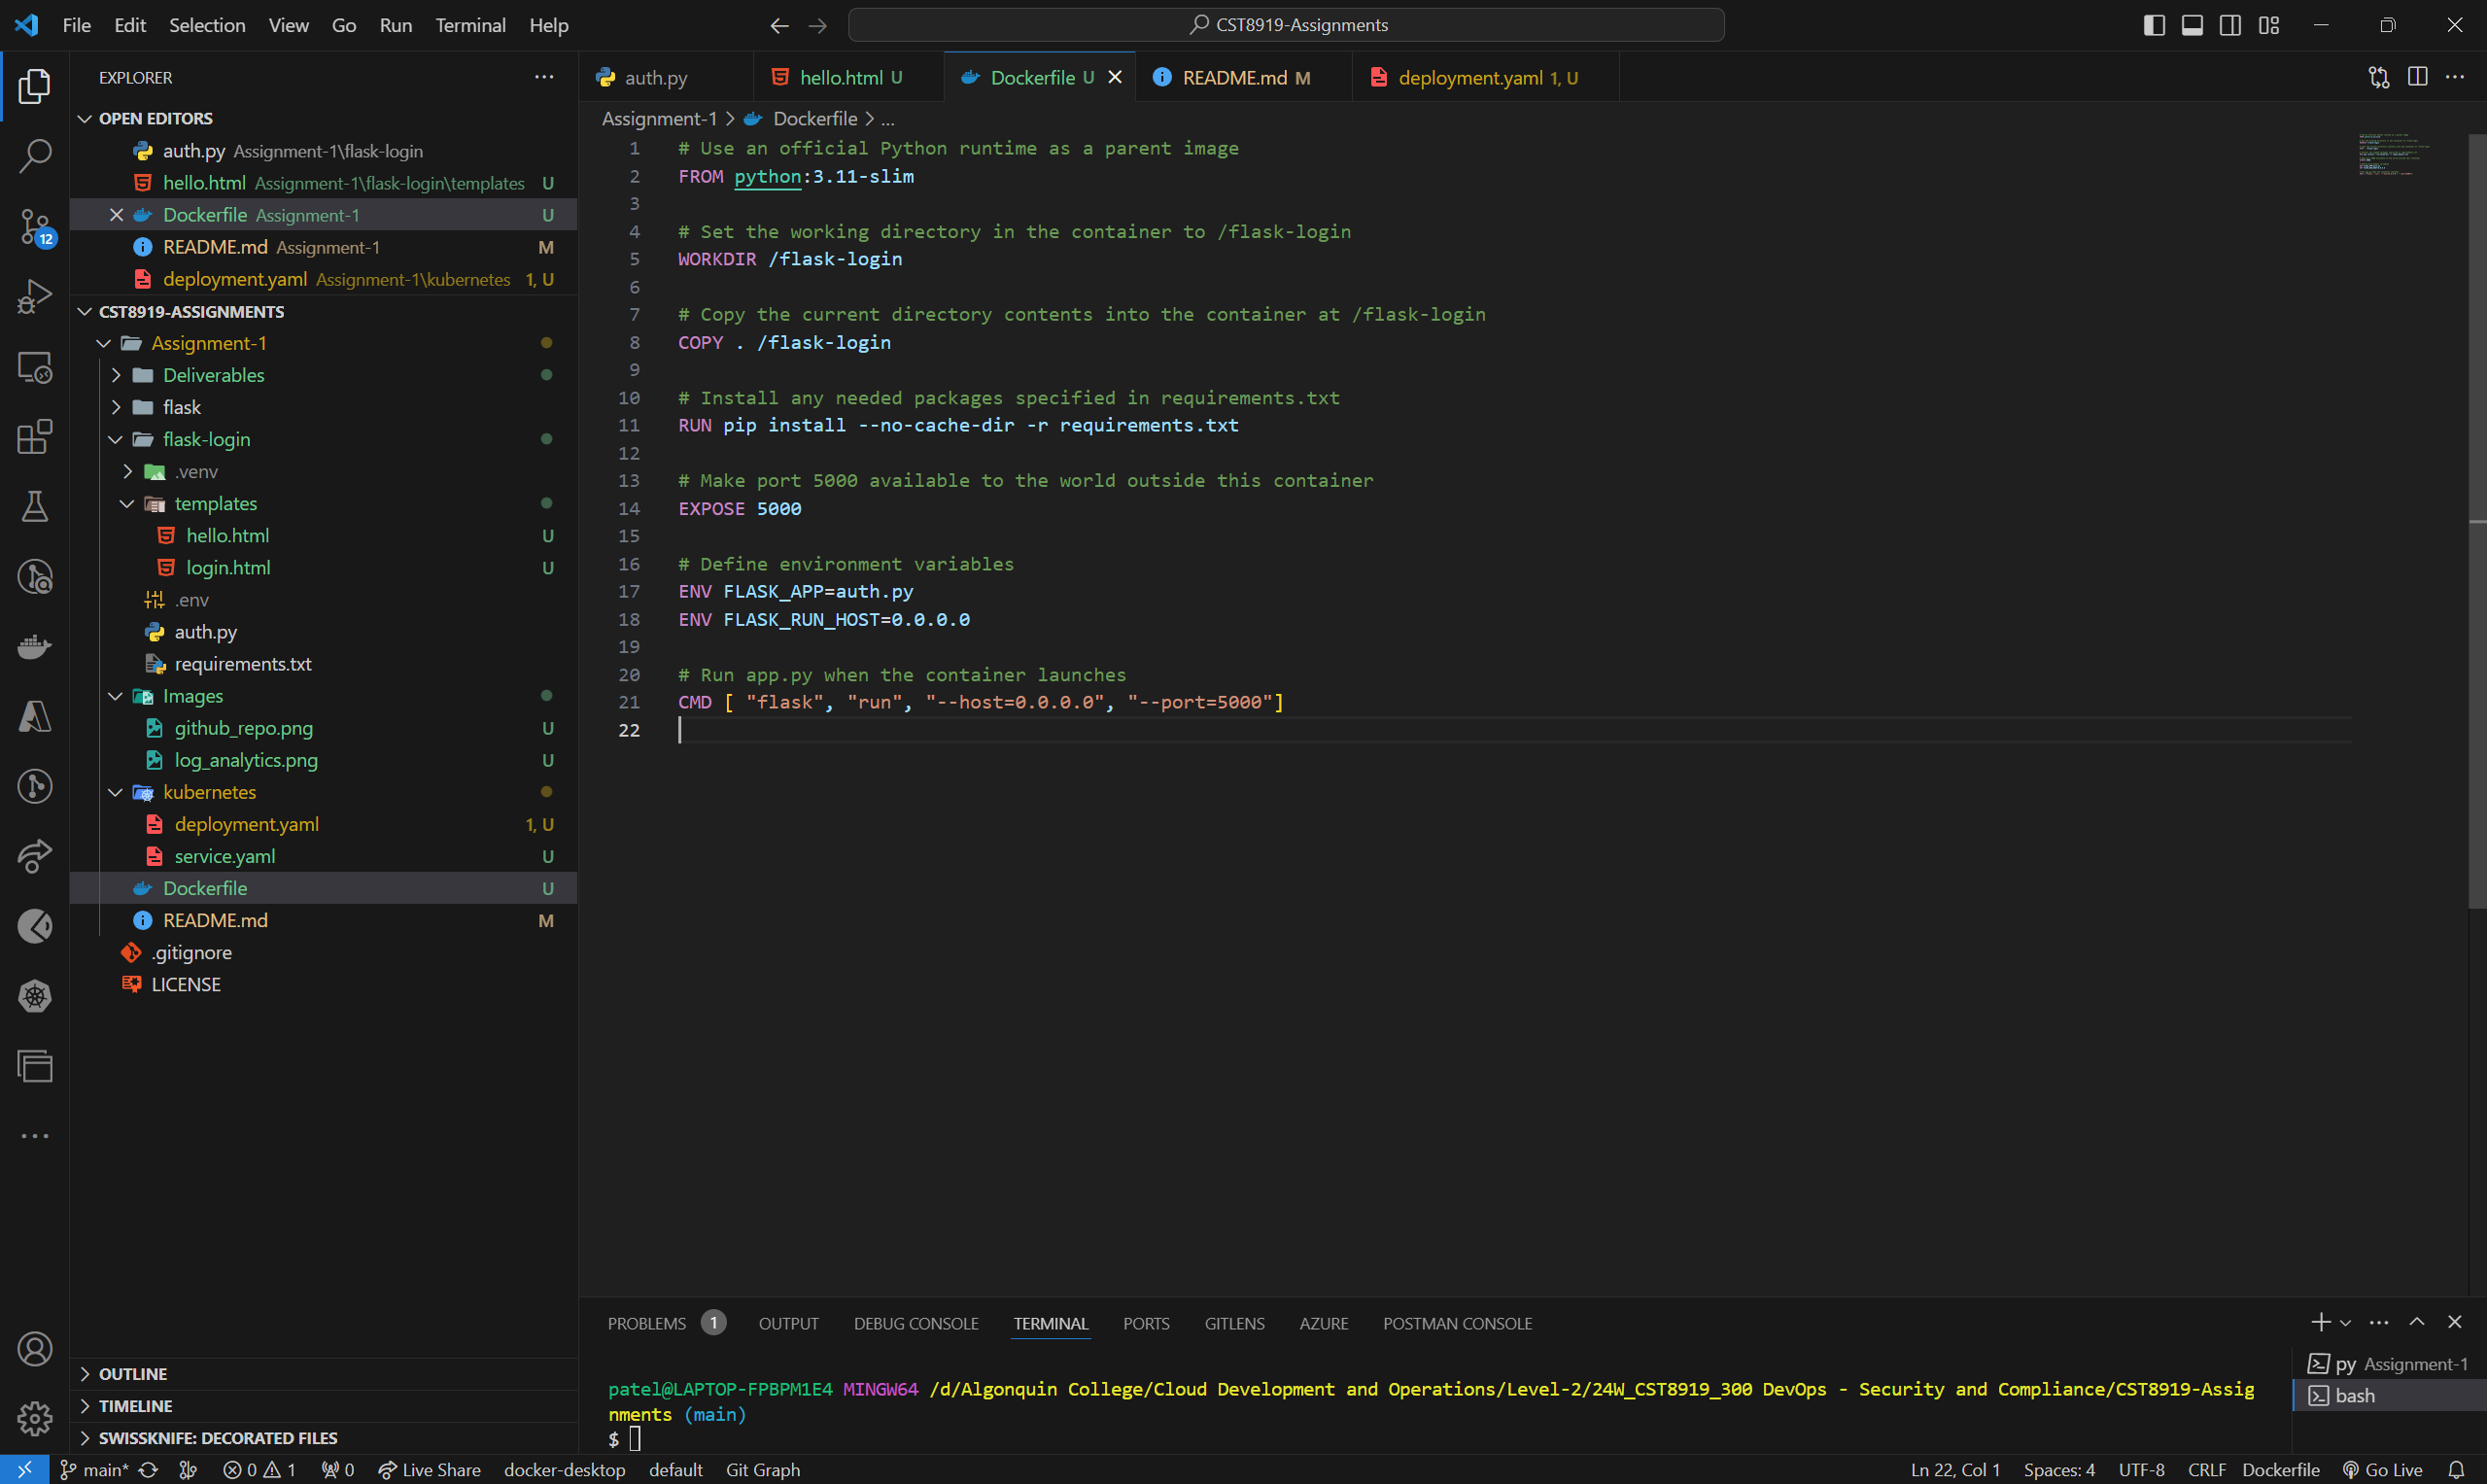 File Edit Selection View Go Run Terminal Help
CST8919-Assignments
EXPLORER
OPEN EDITORS
auth.py Assignment-1\flask-login
hello.html Assignment-1\flask-login\templates U
Dockerfile Assignment-1 U
README.md Assignment-1 M
deployment.yaml Assignment-1\kubernetes 1, U
CST8919-ASSIGNMENTS
Assignment-1
Deliverables
flask
flask-login
.venv
templates
hello.html U
login.html U
.env
auth.py
requirements.txt
Images
github_repo.png U
log_analytics.png U
kubernetes
deployment.yaml 1, U
service.yaml U
Dockerfile U
README.md M
.gitignore
LICENSE
OUTLINE
TIMELINE
SWISSKNIFE: DECORATED FILES
12
auth.py hello.html U Dockerfile U README.md M deployment.yaml 1, U
Assignment-1 > Dockerfile > ...
1 # Use an official Python runtime as a parent image
2 FROM python:3.11-slim
3
4 # Set the working directory in the container to /flask-login
5 WORKDIR /flask-login
6
7 # Copy the current directory contents into the container at /flask-login
8 COPY . /flask-login
9
10 # Install any needed packages specified in requirements.txt
11 RUN pip install --no-cache-dir -r requirements.txt
12
13 # Make port 5000 available to the world outside this container
14 EXPOSE 5000
15
16 # Define environment variables
17 ENV FLASK_APP=auth.py
18 ENV FLASK_RUN_HOST=0.0.0.0
19
20 # Run app.py when the container launches
21 CMD [ "flask", "run", "--host=0.0.0.0", "--port=5000"]
22
PROBLEMS 1 OUTPUT DEBUG CONSOLE TERMINAL PORTS GITLENS AZURE POSTMAN CONSOLE
patel@LAPTOP-FPBPM1E4 MINGW64 /d/Algonquin College/Cloud Development and Operations/Level-2/24W_CST8919_300 DevOps - Security and Compliance/CST8919-Assig
nments (main)
$
py Assignment-1
bash
main* 0 1 0 Live Share docker-desktop default Git Graph
Ln 22, Col 1 Spaces: 4 UTF-8 CRLF Dockerfile Go Live